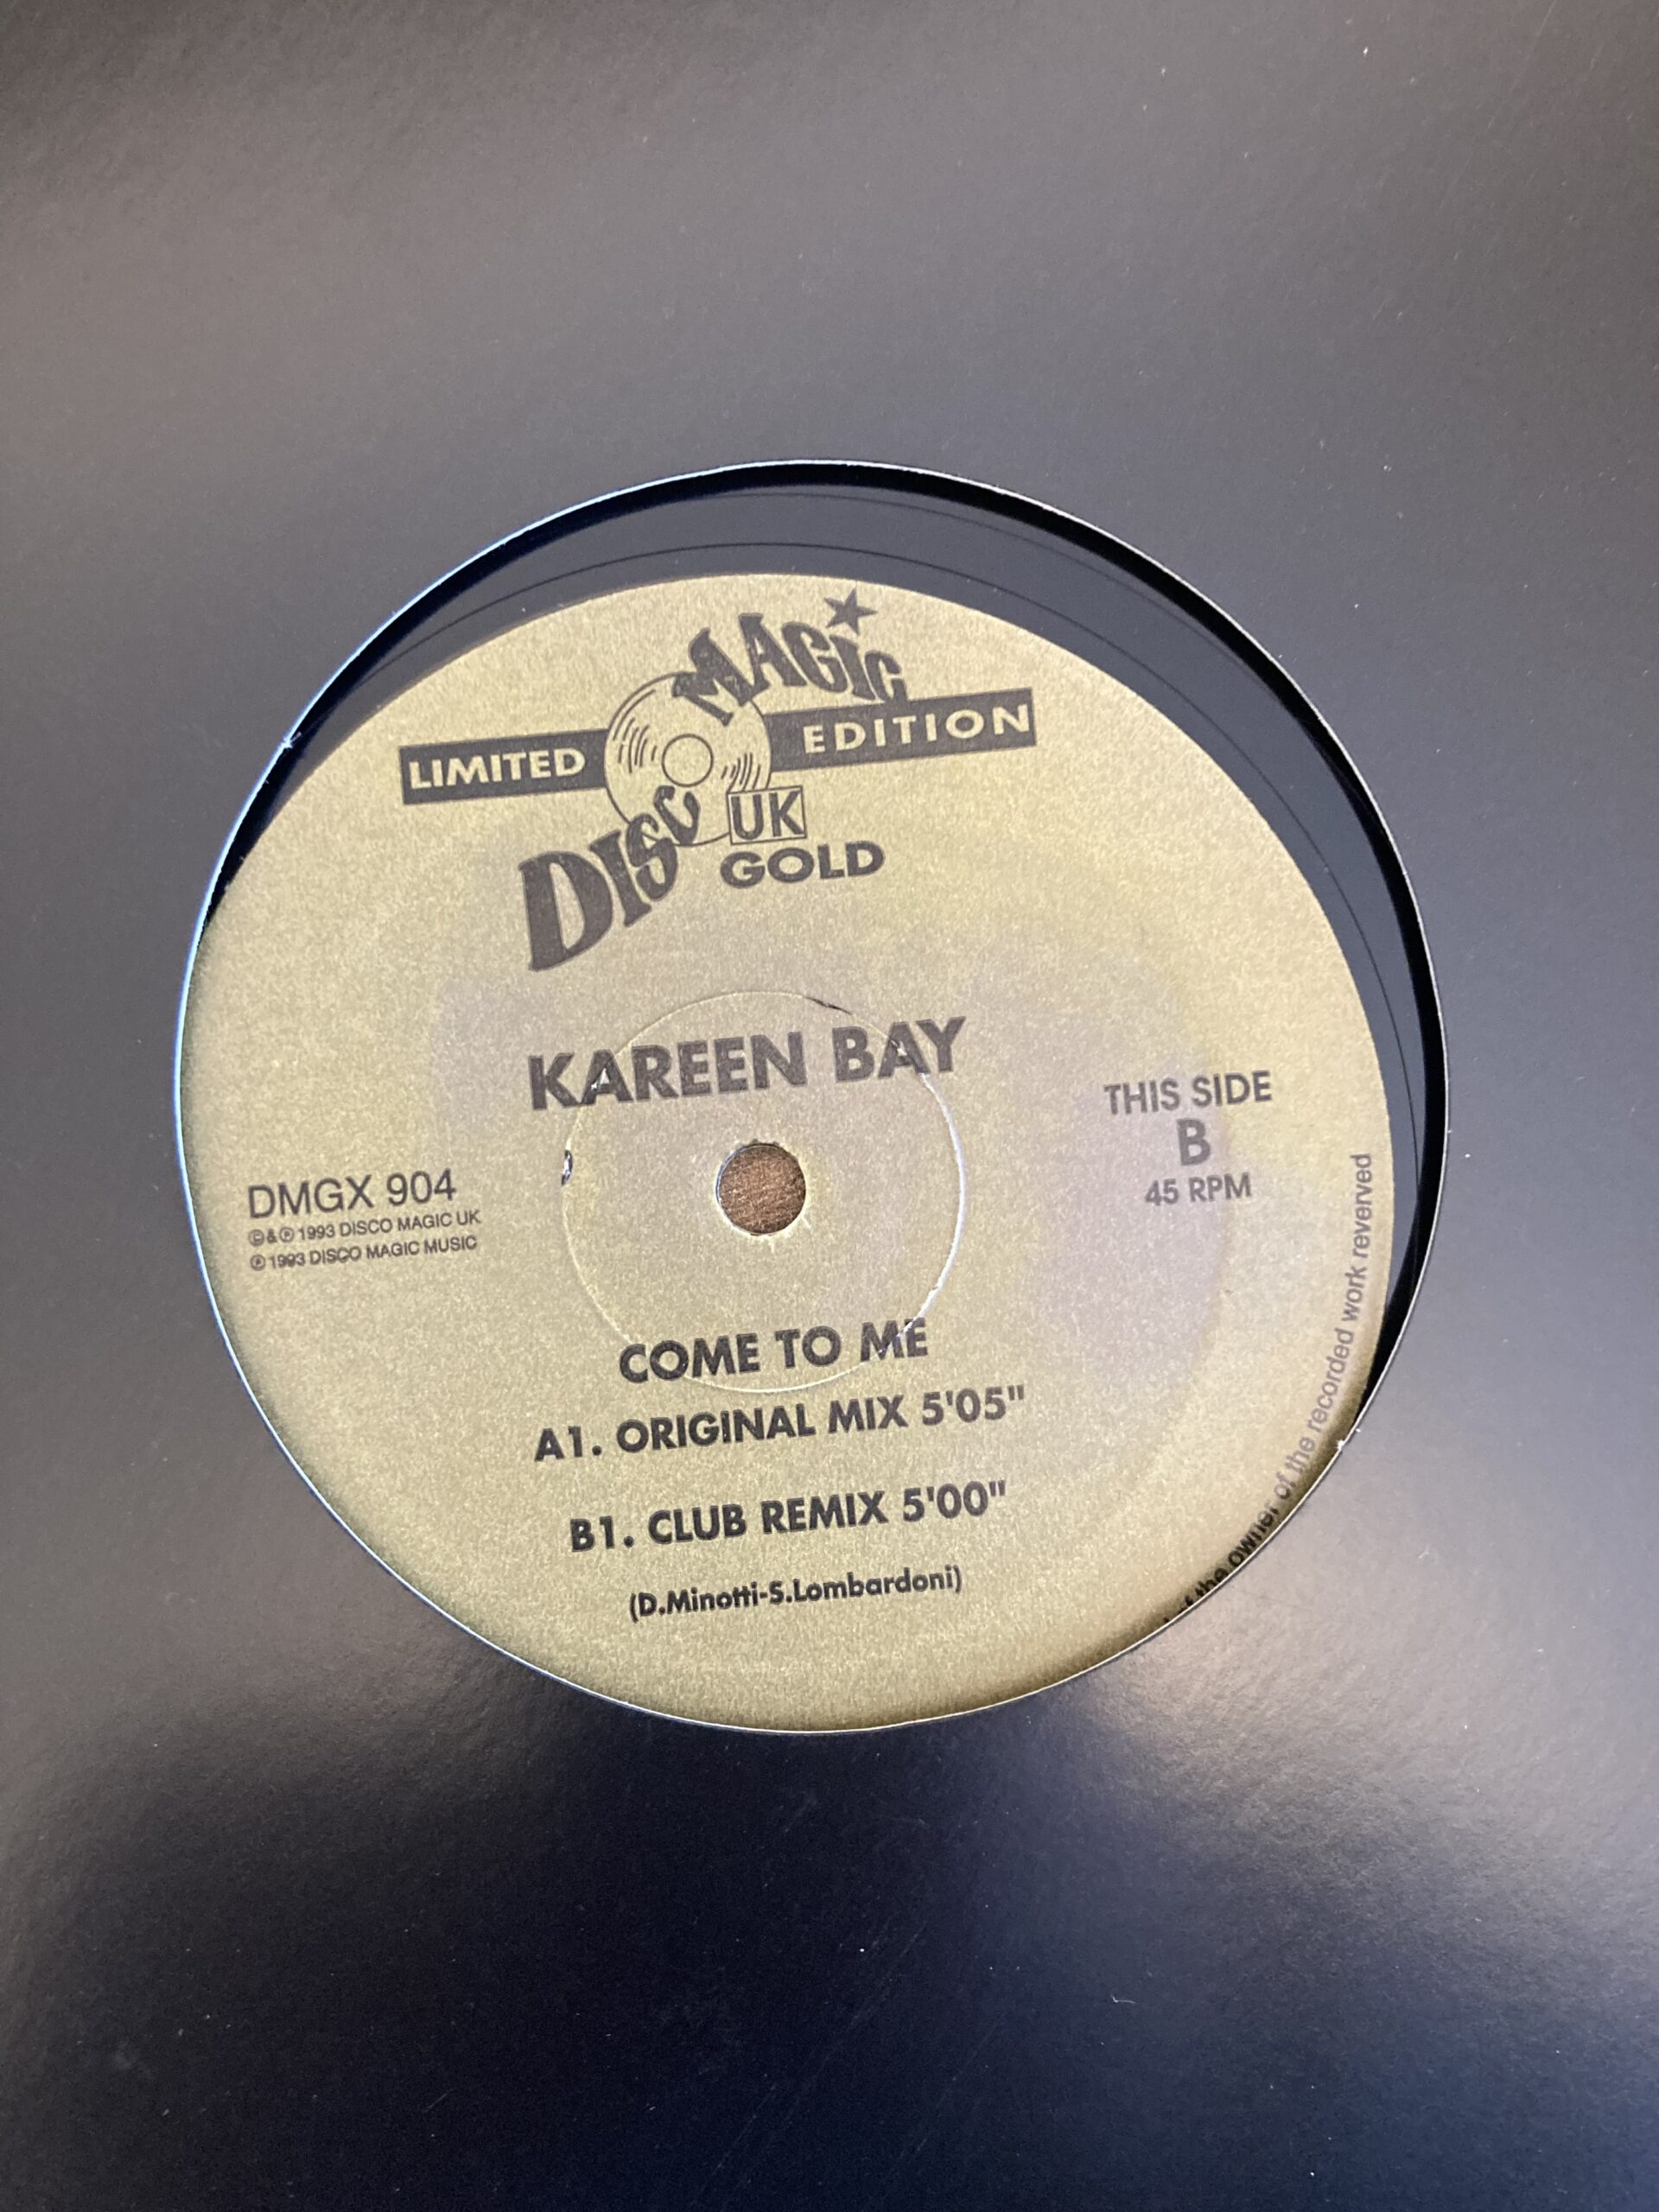 DISCO MAGIC
LIMITED EDITION
UK
GOLD
KAREEN BAY
THIS SIDE
B
45 RPM
DMGX 904
©&℗ 1993 DISCO MAGIC UK
℗ 1993 DISCO MAGIC MUSIC
COME TO ME
A1. ORIGINAL MIX 5'05"
B1. CLUB REMIX 5'00"
(D.Minotti-S.Lombardoni)
of the owner of the recorded work reverved